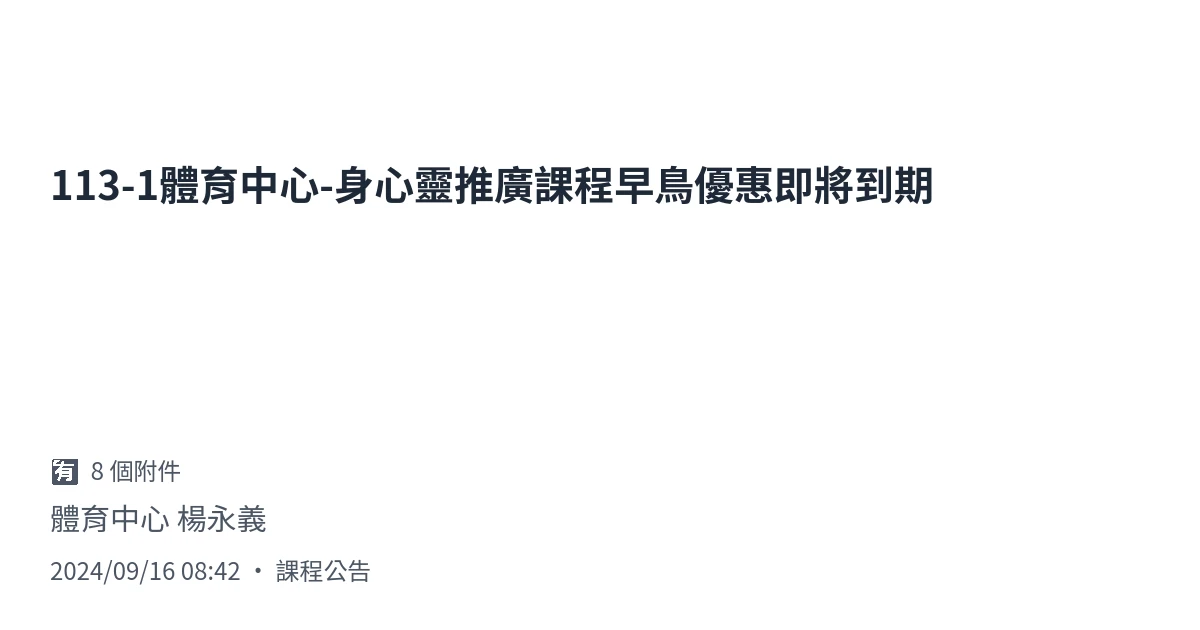 113-1體育中心-身心靈推廣課程早鳥優惠即將到期
有 8 個附件
體育中心 楊永義
2024/09/16 08:42 · 課程公告